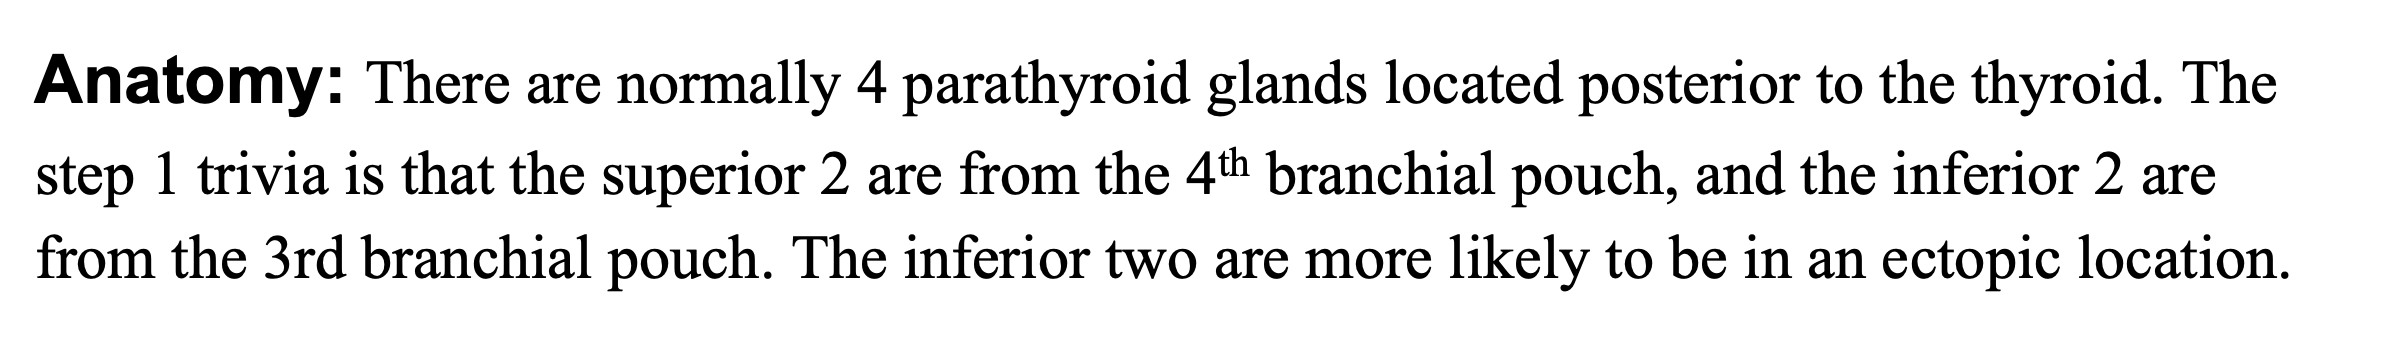 Anatomy: There are normally 4 parathyroid glands located posterior to the thyroid. The
step 1 trivia is that the superior 2 are from the 4th branchial pouch, and the inferior 2 are
from the 3rd branchial pouch. The inferior two are more likely to be in an ectopic location.